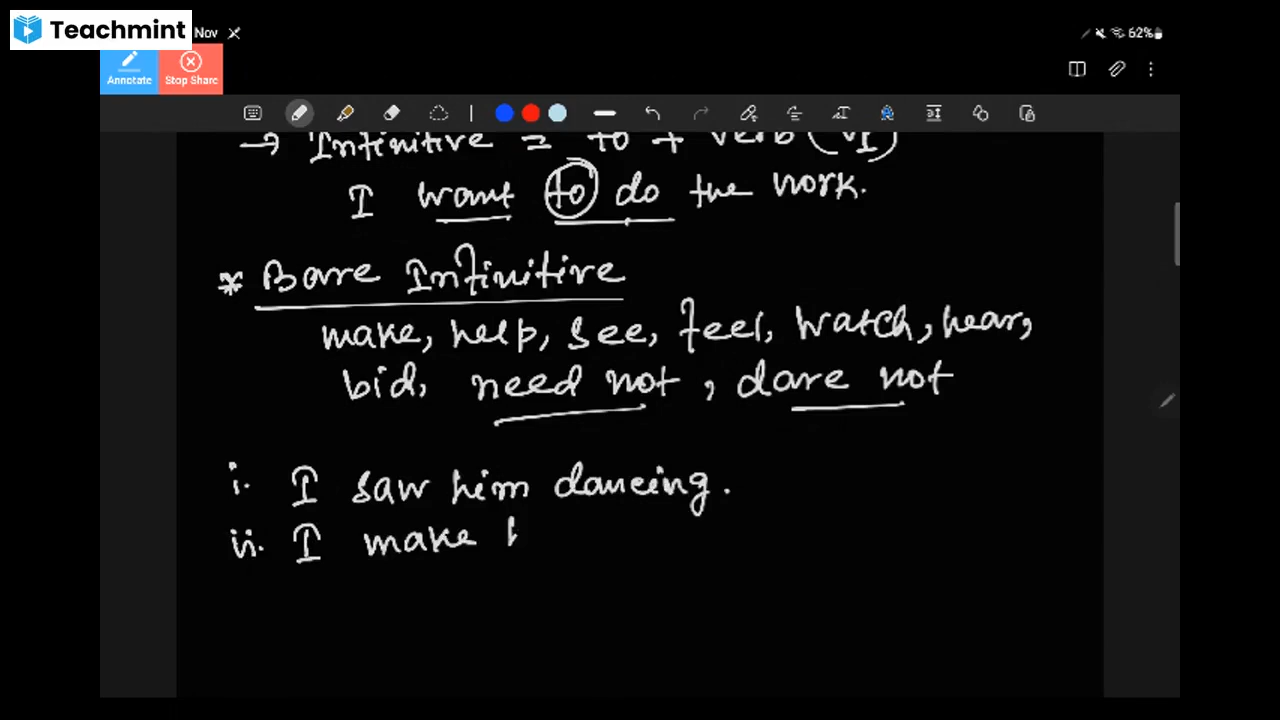 Teachmint
Nov
62%
Annotate
Stop Share
→ Infinitive = to + verb (VI)
I want to do the work.
* Bare Infinitive
make, help, see, feel, watch, hear,
bid, need not, dare not
i. I saw him dancing.
ii. I make